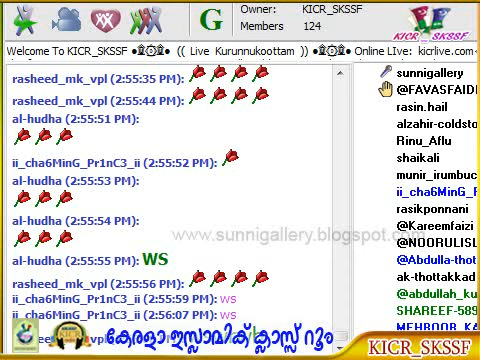 Owner: KICR_SKSSF
Members 124
KICR_SKSSF
Welcome To KICR_SKSSF ●۩۞۩● (( Live Kurunnukoottam )) ●۩۞۩● Online Live: kicrlive.com
rasheed_mk_vpl (2:55:35 PM):
rasheed_mk_vpl (2:55:44 PM):
al-hudha (2:55:51 PM):
ii_cha6MinG_Pr1nC3_ii (2:55:52 PM):
al-hudha (2:55:53 PM):
al-hudha (2:55:54 PM):
al-hudha (2:55:55 PM): WS
rasheed_mk_vpl (2:55:56 PM):
ii_cha6MinG_Pr1nC3_ii (2:55:59 PM): ws
ii_cha6MinG_Pr1nC3_ii (2:56:07 PM): ws
sunnigallery
@FAVASFAIDI
rasin.hail
alzahir-coldsto
Rinu_Aflu
shaikali
munir_irumbuc
ii_cha6minG_F
rasikponnani
@Kareemfaizi
@NOORULISL
@Abdulla-thot
ak-thottakkad
@abdullah_ku
SHAREEF-589
MEHROOB_KA
www.sunnigallery.blogspot.com
KICR
കേരളാ ഇസ്ലാമിക് ക്ലാസ്സ് റൂം
KICR_SKSSF